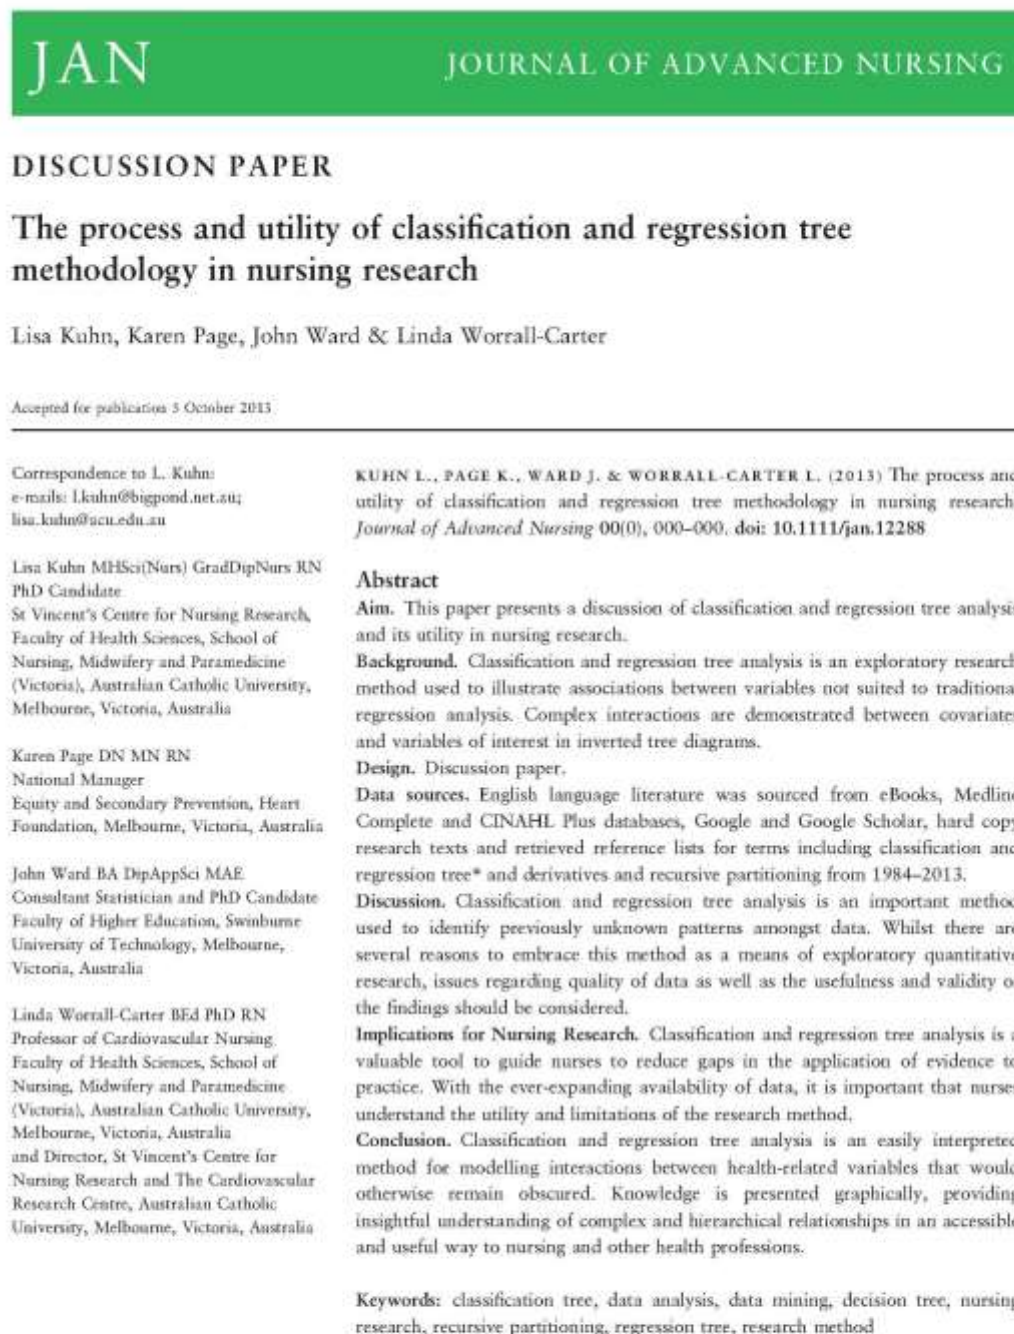 JAN
JOURNAL OF ADVANCED NURSING
DISCUSSION PAPER
The process and utility of classification and regression tree
methodology in nursing research
Lisa Kuhn, Karen Page, John Ward & Linda Worrall-Carter
Accepted for publication 5 October 2013
Correspondence to L. Kuhn:
e-mails: l.kuhn@bigpond.net.au;
lisa.kuhn@acu.edu.au
Lisa Kuhn MHSci(Nurs) GradDipNurs RN
PhD Candidate
St Vincent's Centre for Nursing Research,
Faculty of Health Sciences, School of
Nursing, Midwifery and Paramedicine
(Victoria), Australian Catholic University,
Melbourne, Victoria, Australia
Karen Page DN MN RN
National Manager
Equity and Secondary Prevention, Heart
Foundation, Melbourne, Victoria, Australia
John Ward BA DipAppSci MAE
Consultant Statistician and PhD Candidate
Faculty of Higher Education, Swinburne
University of Technology, Melbourne,
Victoria, Australia
Linda Worrall-Carter BEd PhD RN
Professor of Cardiovascular Nursing
Faculty of Health Sciences, School of
Nursing, Midwifery and Paramedicine
(Victoria), Australian Catholic University,
Melbourne, Victoria, Australia
and Director, St Vincent's Centre for
Nursing Research and The Cardiovascular
Research Centre, Australian Catholic
University, Melbourne, Victoria, Australia
KUHN L., PAGE K., WARD J. & WORRALL-CARTER L. (2013) The process and
utility of classification and regression tree methodology in nursing research
Journal of Advanced Nursing 00(0), 000–000. doi: 10.1111/jan.12288
Abstract
Aim. This paper presents a discussion of classification and regression tree analysi
and its utility in nursing research.
Background. Classification and regression tree analysis is an exploratory research
method used to illustrate associations between variables not suited to traditiona
regression analysis. Complex interactions are demonstrated between covariate
and variables of interest in inverted tree diagrams.
Design. Discussion paper.
Data sources. English language literature was sourced from eBooks, Medlin
Complete and CINAHL Plus databases, Google and Google Scholar, hard copy
research texts and retrieved reference lists for terms including classification and
regression tree* and derivatives and recursive partitioning from 1984–2013.
Discussion. Classification and regression tree analysis is an important method
used to identify previously unknown patterns amongst data. Whilst there are
several reasons to embrace this method as a means of exploratory quantitative
research, issues regarding quality of data as well as the usefulness and validity o
the findings should be considered.
Implications for Nursing Research. Classification and regression tree analysis is a
valuable tool to guide nurses to reduce gaps in the application of evidence to
practice. With the ever-expanding availability of data, it is important that nurse
understand the utility and limitations of the research method.
Conclusion. Classification and regression tree analysis is an easily interpreted
method for modelling interactions between health-related variables that would
otherwise remain obscured. Knowledge is presented graphically, providing
insightful understanding of complex and hierarchical relationships in an accessible
and useful way to nursing and other health professions.
Keywords: classification tree, data analysis, data mining, decision tree, nursing
research, recursive partitioning, regression tree, research method